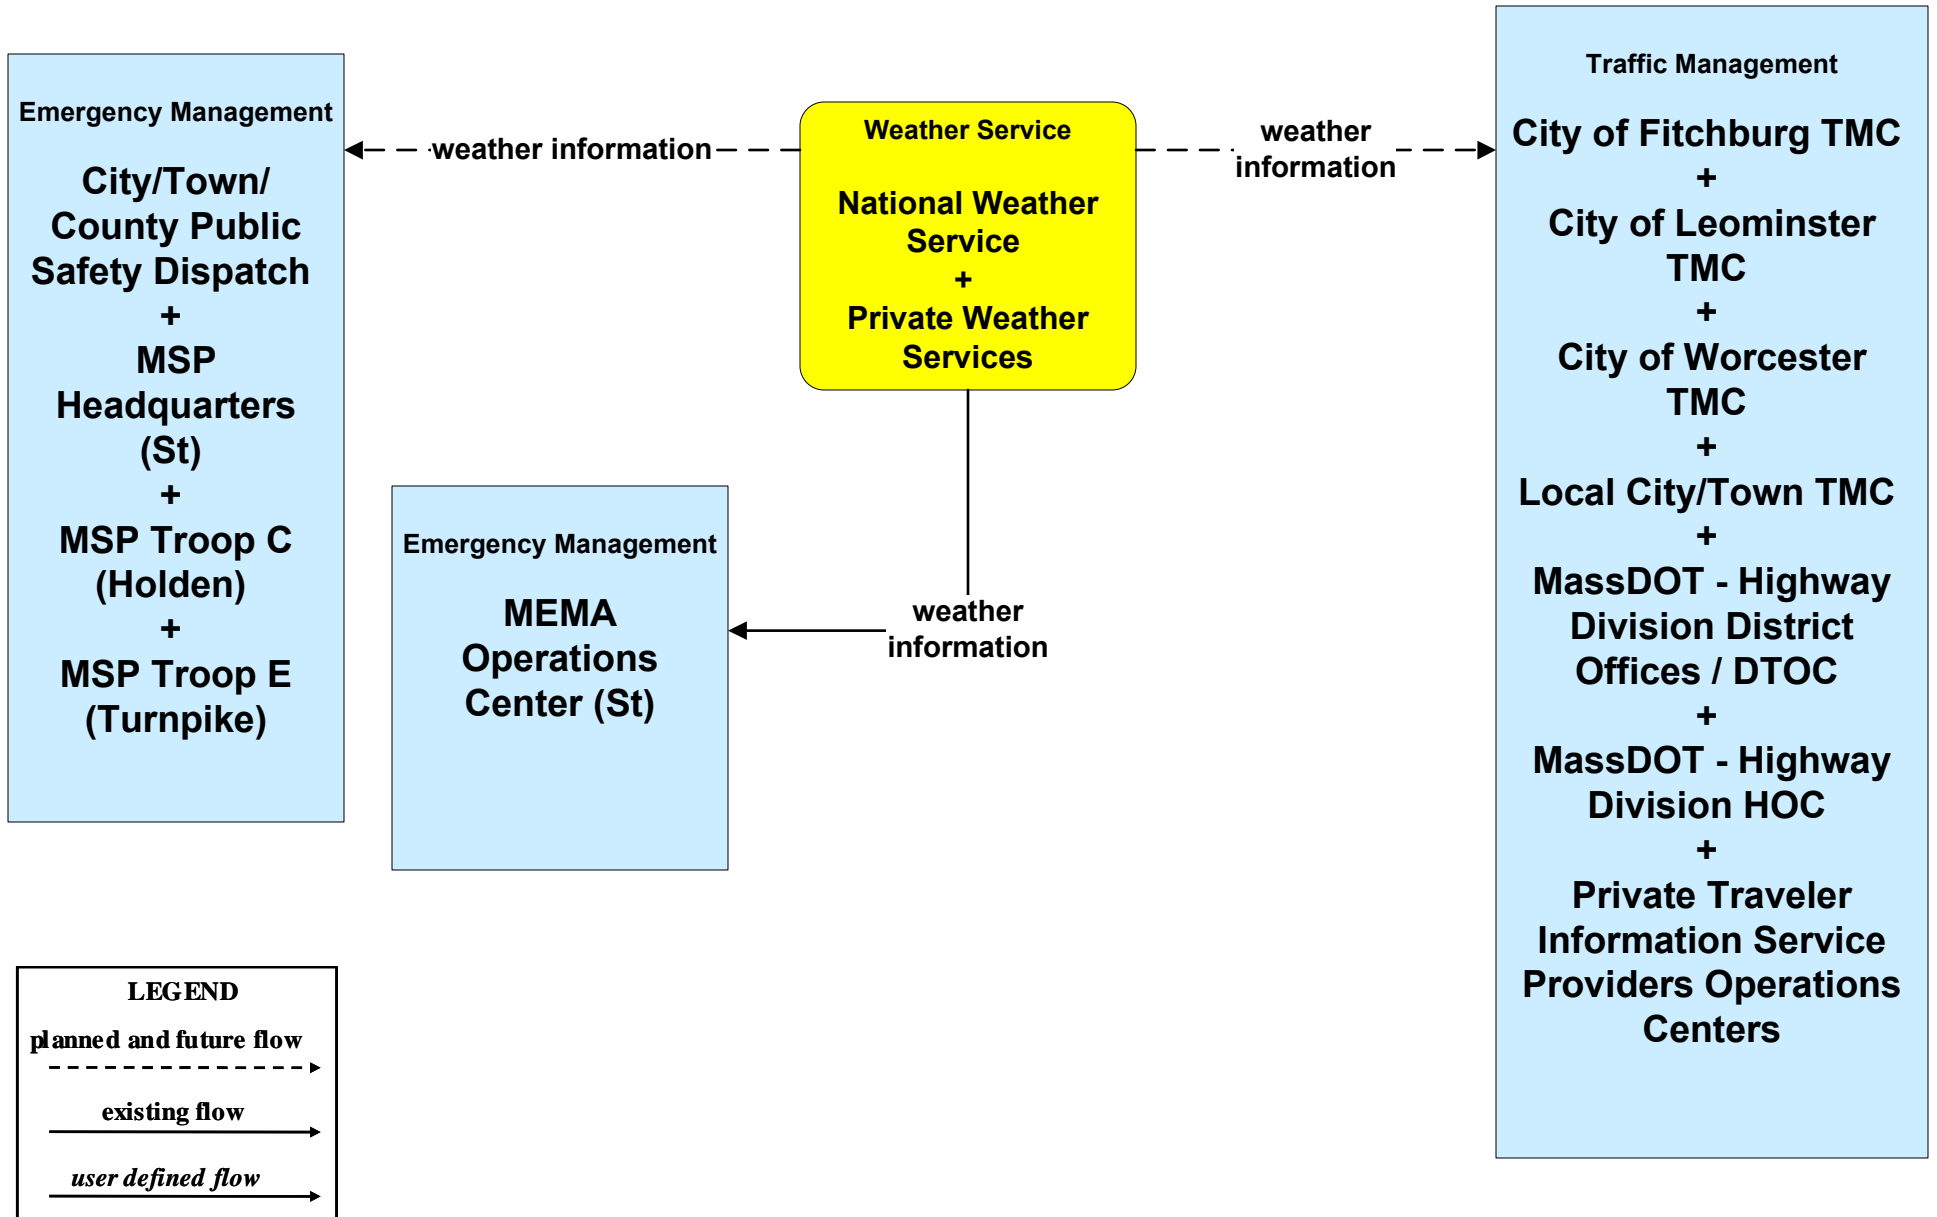 Emergency Management
City/Town/
County Public
Safety Dispatch
+
MSP
Headquarters
(St)
+
MSP Troop C
(Holden)
+
MSP Troop E
(Turnpike)
weather information
Weather Service
National Weather
Service
+
Private Weather
Services
weather
information
Traffic Management
City of Fitchburg TMC
+
City of Leominster
TMC
+
City of Worcester
TMC
+
Local City/Town TMC
+
MassDOT - Highway
Division District
Offices / DTOC
+
MassDOT - Highway
Division HOC
+
Private Traveler
Information Service
Providers Operations
Centers
Emergency Management
MEMA
Operations
Center (St)
weather
information
LEGEND
planned and future flow
existing flow
user defined flow